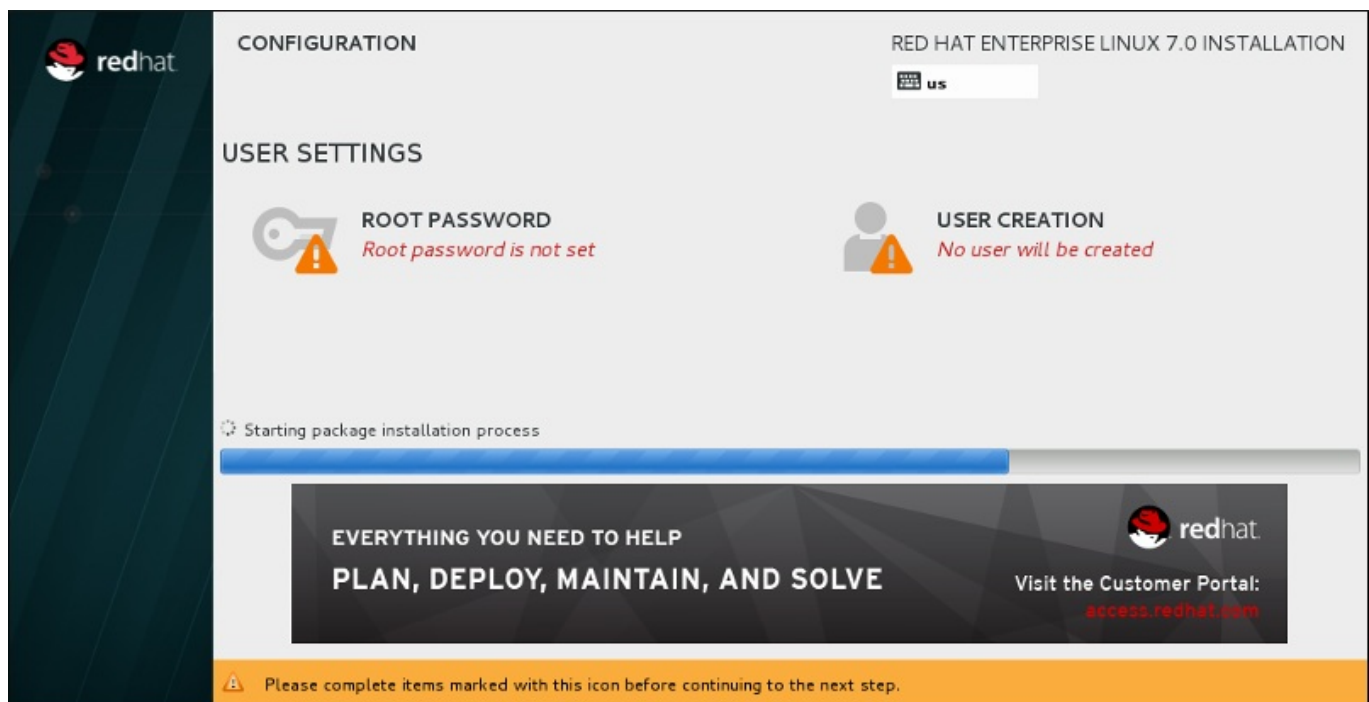 redhat.
CONFIGURATION
RED HAT ENTERPRISE LINUX 7.0 INSTALLATION
us
USER SETTINGS
ROOT PASSWORD
Root password is not set
USER CREATION
No user will be created
Starting package installation process
EVERYTHING YOU NEED TO HELP
PLAN, DEPLOY, MAINTAIN, AND SOLVE
redhat.
Visit the Customer Portal:
access.redhat.com
Please complete items marked with this icon before continuing to the next step.